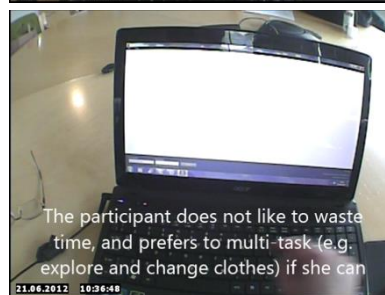 acer
The participant does not like to waste
time, and prefers to multi-task (e.g.
explore and change clothes) if she can
21.06.2012 10:36:48